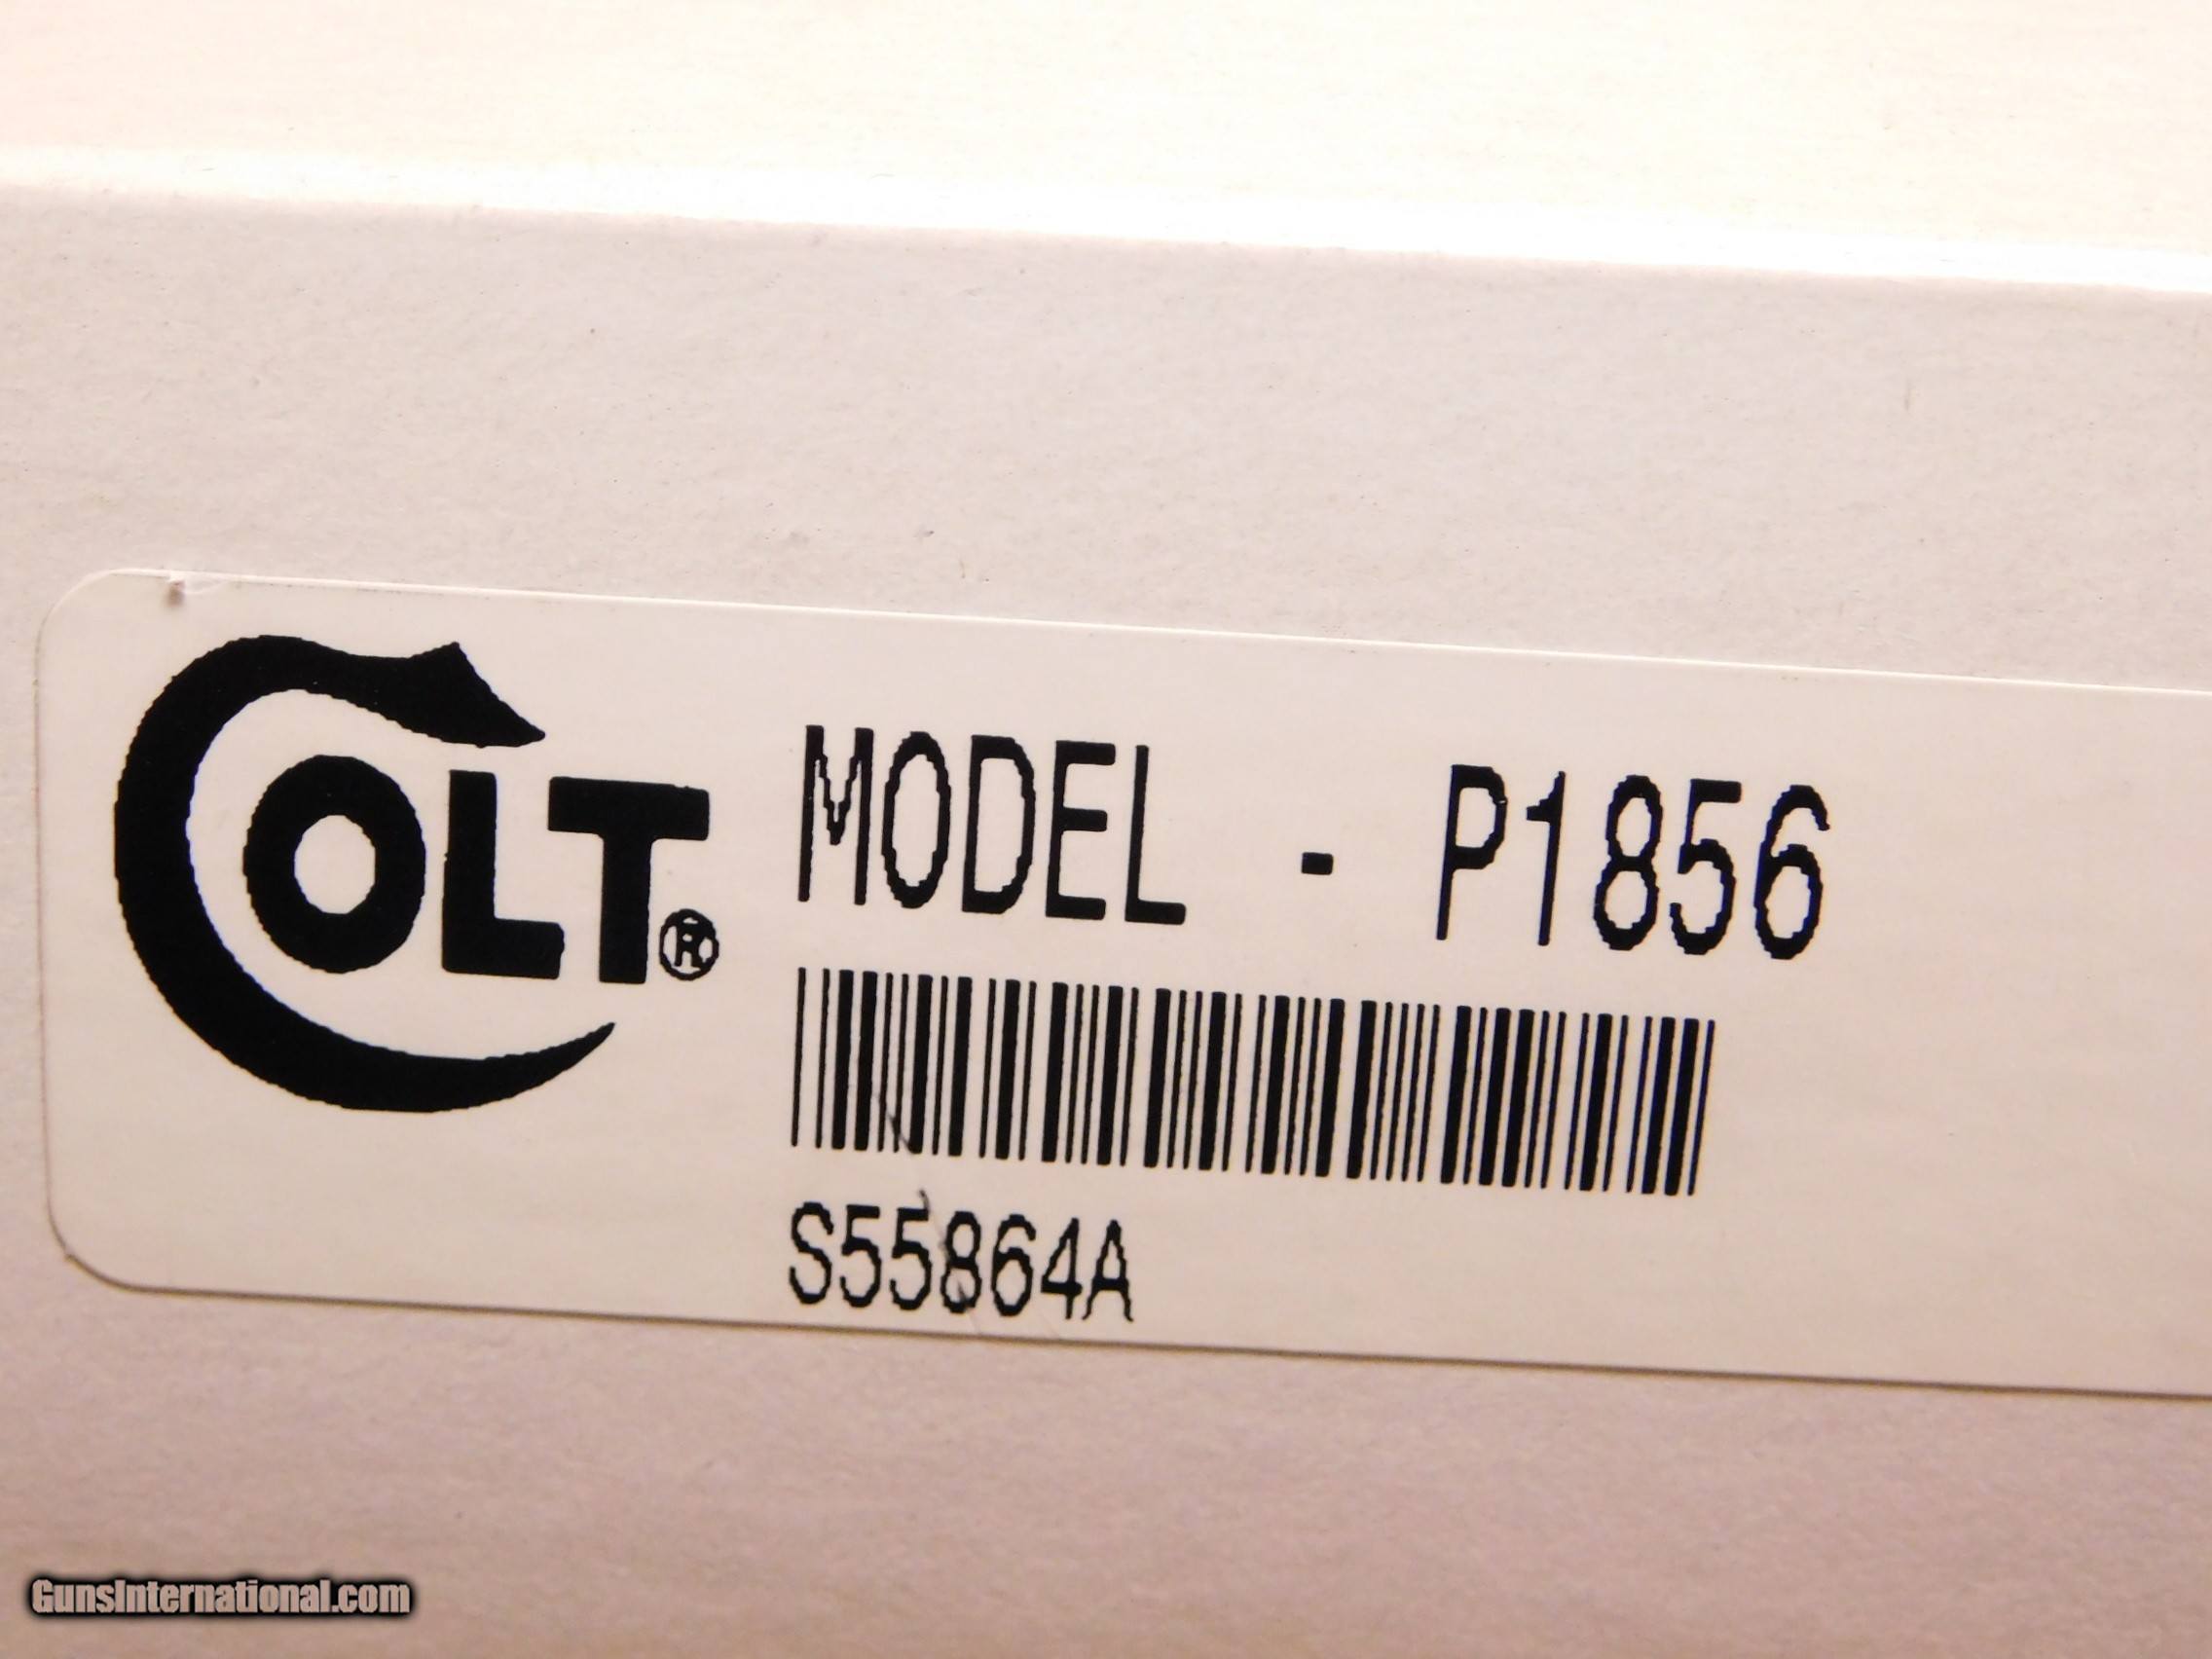 COLT®
MODEL - P1856
S55864A
GunsInternational.com